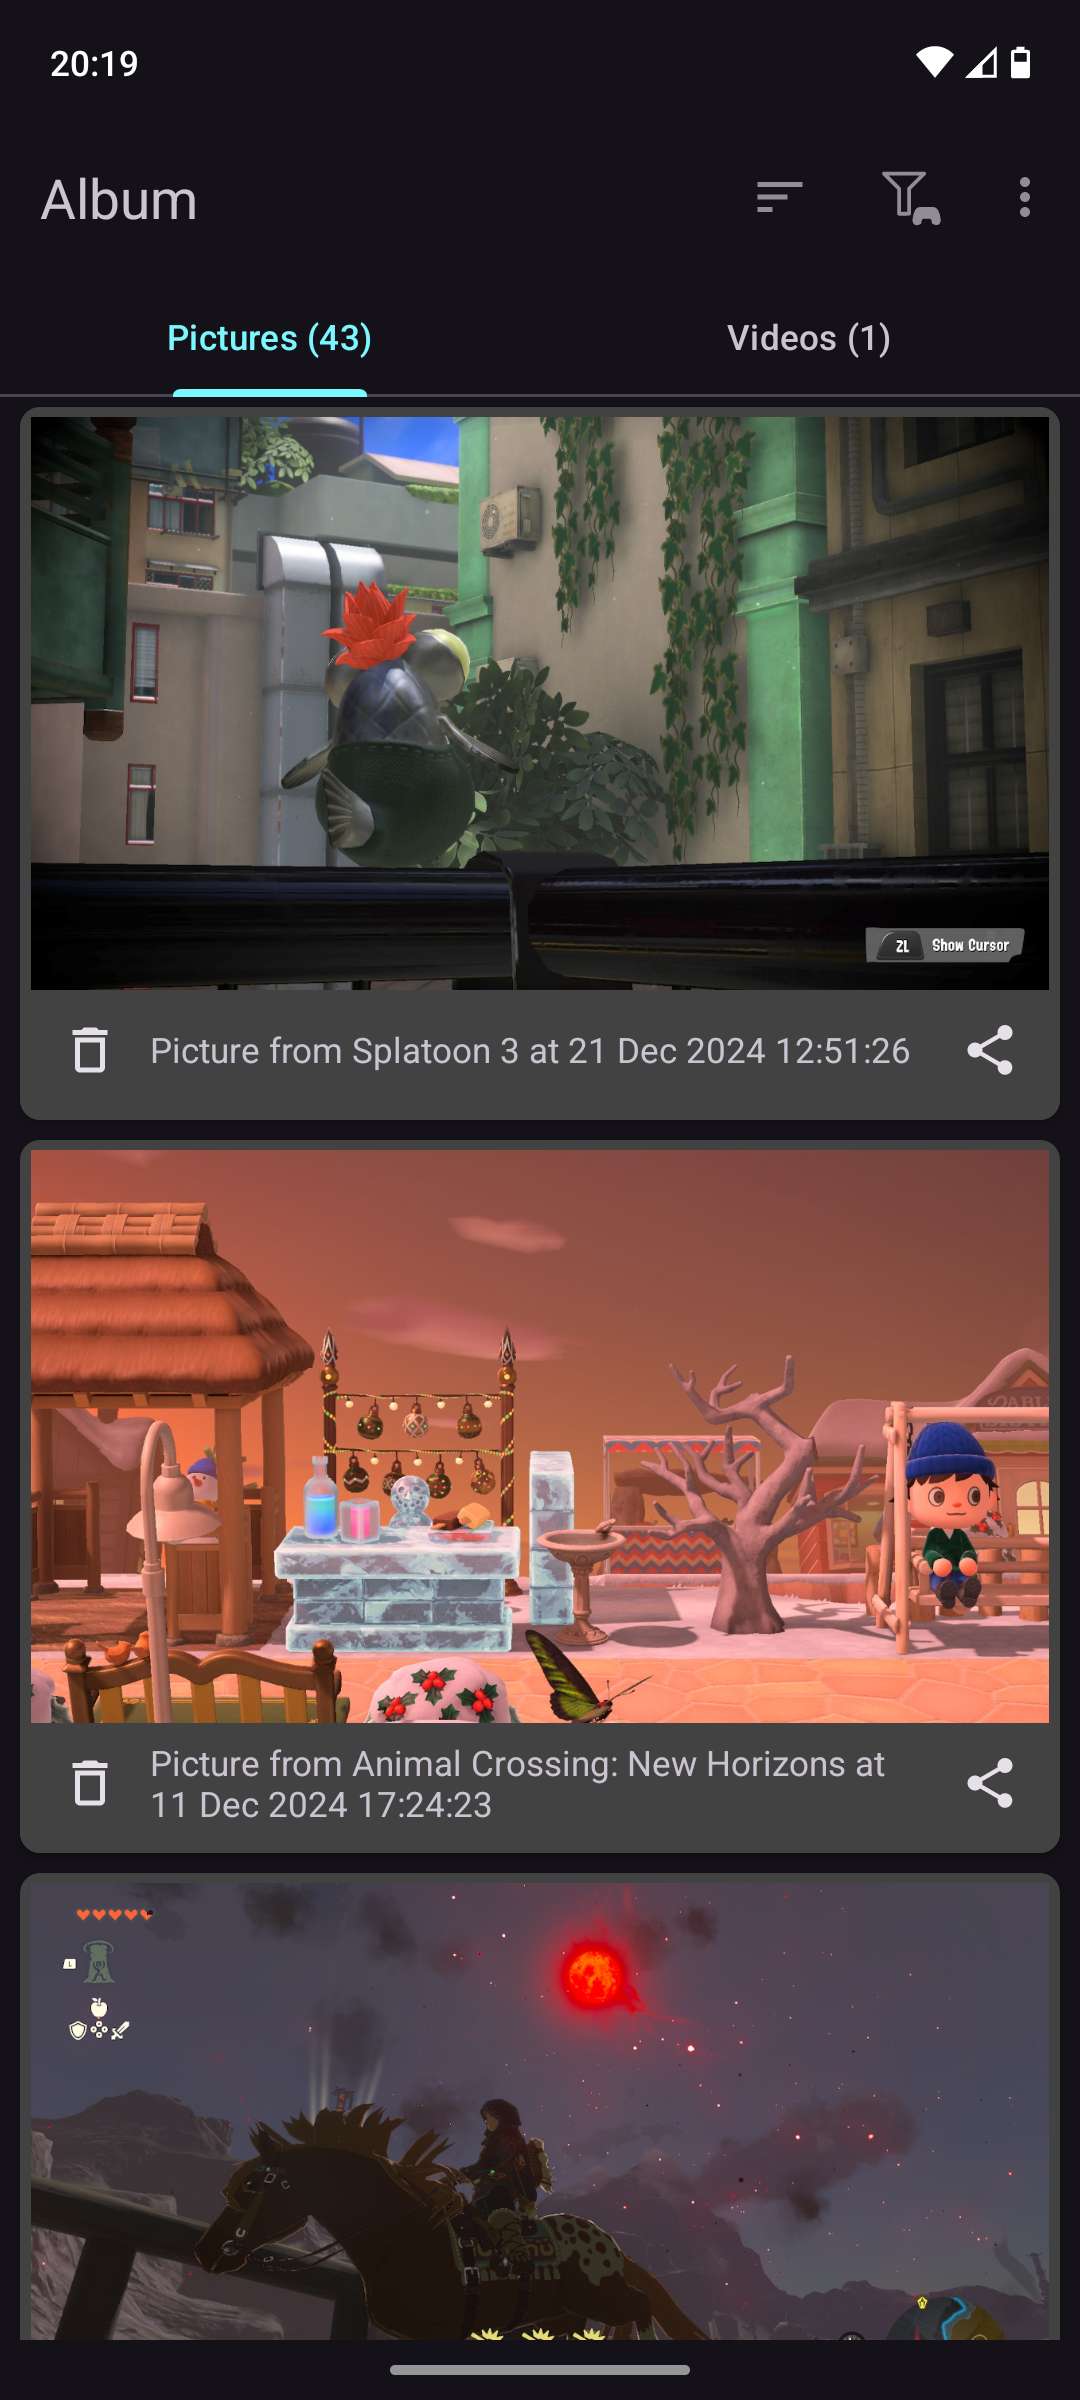 20:19
Album
Pictures (43)
Videos (1)
ZL Show Cursor
Picture from Splatoon 3 at 21 Dec 2024 12:51:26
Picture from Animal Crossing: New Horizons at
11 Dec 2024 17:24:23
L